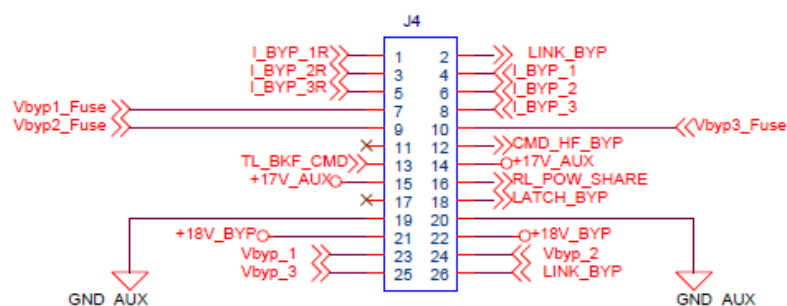 J4
I_BYP_1R 1 2 LINK_BYP
I_BYP_2R 3 4 I_BYP_1
I_BYP_3R 5 6 I_BYP_2
Vbyp1_Fuse 7 8 I_BYP_3
Vbyp2_Fuse 9 10 Vbyp3_Fuse
11 12 CMD_HF_BYP
TL_BKF_CMD 13 14 +17V_AUX
+17V_AUX 15 16 RL_POW_SHARE
17 18 LATCH_BYP
19 20
+18V_BYP 21 22 +18V_BYP
Vbyp_1 23 24 Vbyp_2
Vbyp_3 25 26 LINK_BYP
GND_AUX GND_AUX